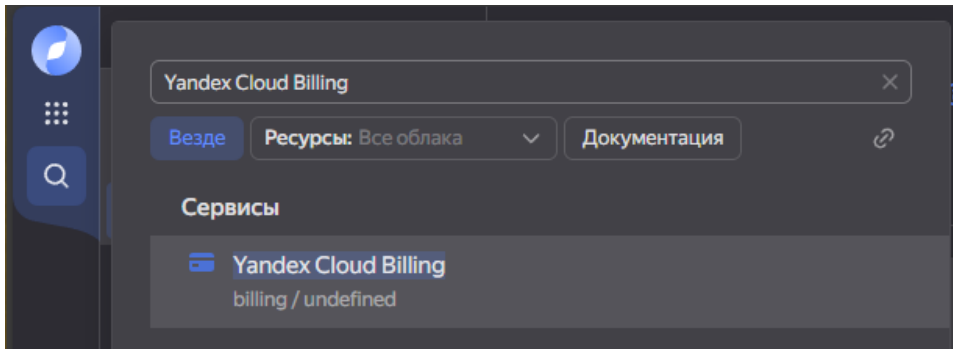 Yandex Cloud Billing
Везде Ресурсы: Все облака Документация
Сервисы
Yandex Cloud Billing
billing / undefined